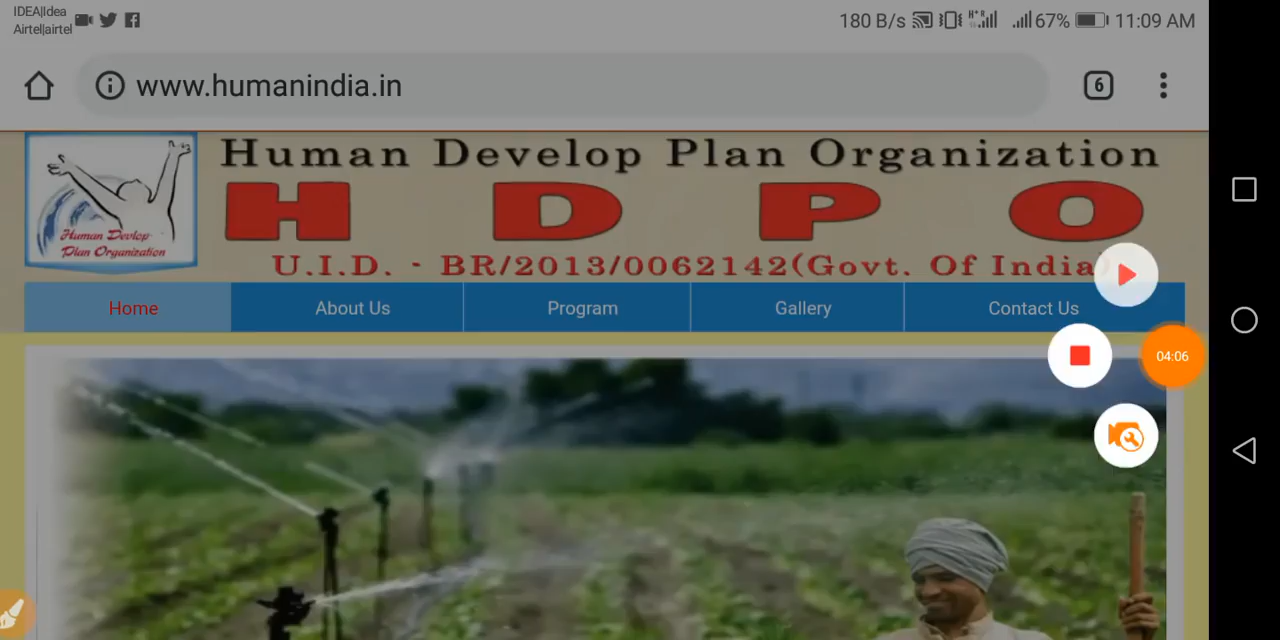 IDEA|Idea
Airtel|airtel
180 B/s 67% 11:09 AM
www.humanindia.in
6
Human Develop Plan Organization
H D P O
Human Devlop
Plan Organization
U.I.D. - BR/2013/0062142(Govt. Of India
Home About Us Program Gallery Contact Us
04:06